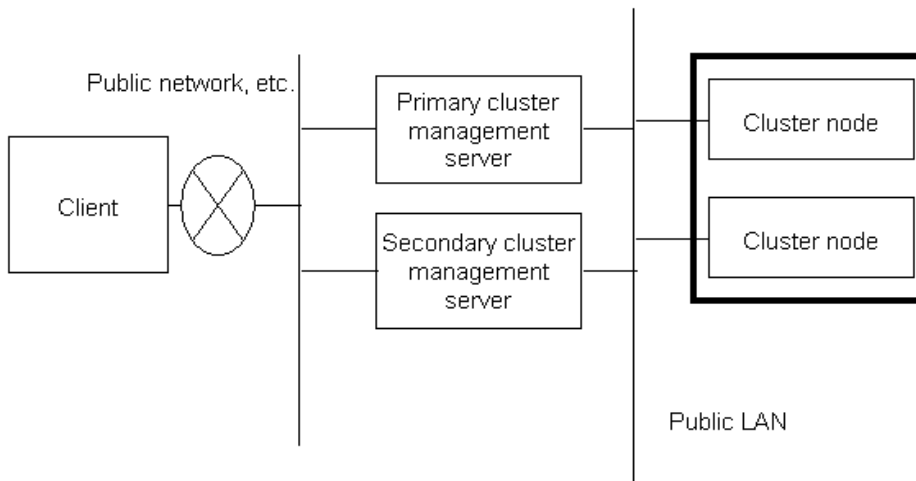 Public network, etc.
Client
Primary cluster
management
server
Secondary cluster
management
server
Cluster node
Cluster node
Public LAN